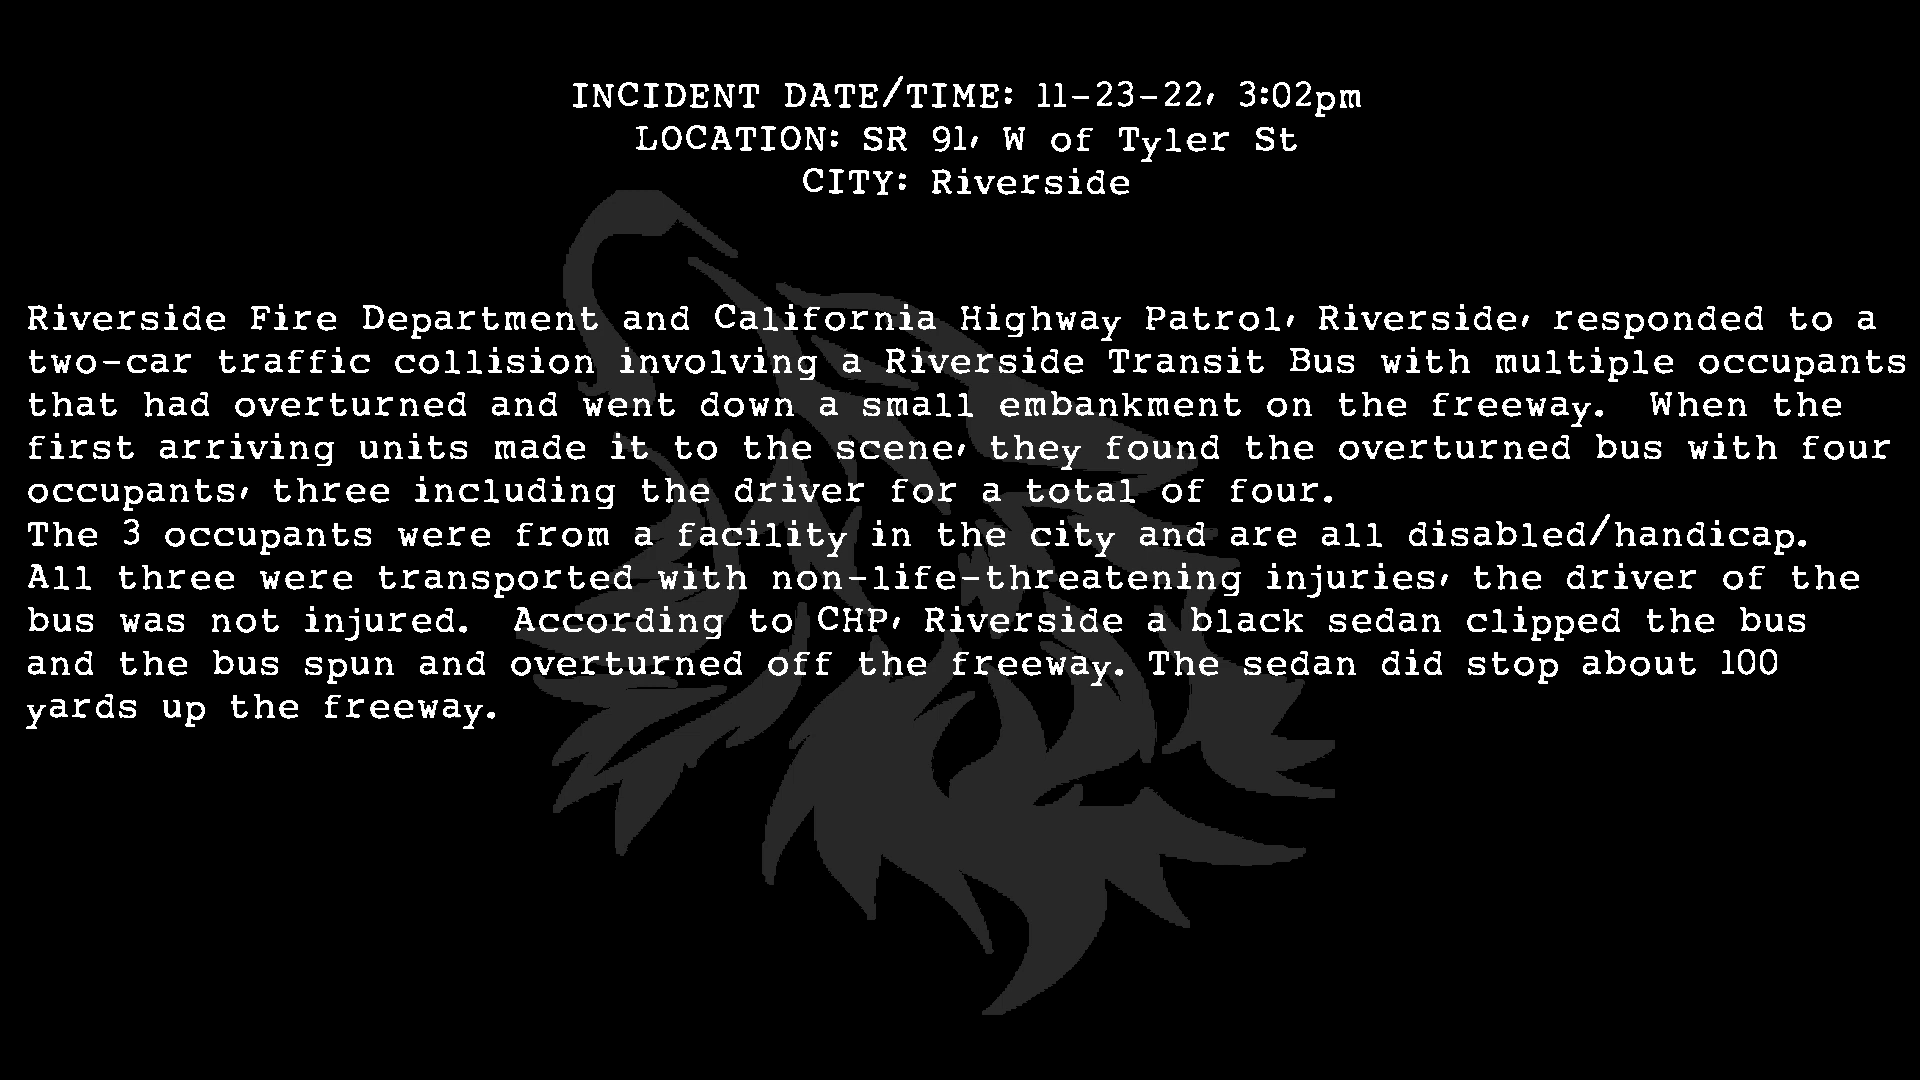 INCIDENT DATE/TIME: 11-23-22, 3:02pm
LOCATION: SR 91, W of Tyler St
CITY: Riverside
Riverside Fire Department and California Highway Patrol, Riverside, responded to a
two-car traffic collision involving a Riverside Transit Bus with multiple occupants
that had overturned and went down a small embankment on the freeway.  When the
first arriving units made it to the scene, they found the overturned bus with four
occupants, three including the driver for a total of four.
The 3 occupants were from a facility in the city and are all disabled/handicap.
All three were transported with non-life-threatening injuries, the driver of the
bus was not injured.  According to CHP, Riverside a black sedan clipped the bus
and the bus spun and overturned off the freeway. The sedan did stop about 100
yards up the freeway.